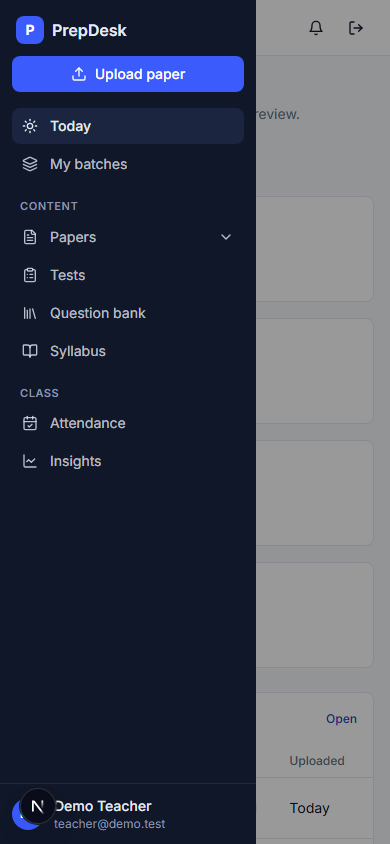 P PrepDesk
Upload paper
Today
My batches
CONTENT
Papers
Tests
Question bank
Syllabus
CLASS
Attendance
Insights
N Demo Teacher
teacher@demo.test
review.
Open
Uploaded
Today